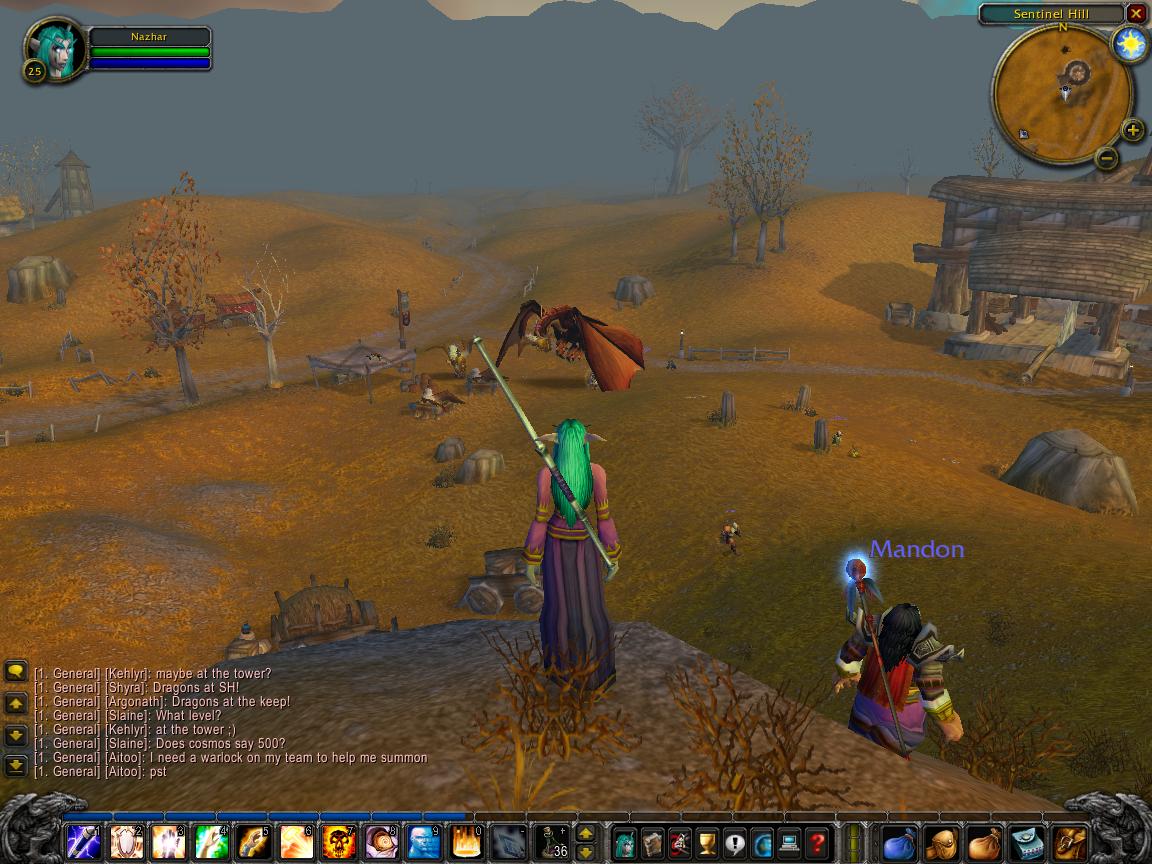 Nazhar
25
Sentinel Hill
N
Mandon
[1. General] [Kehlyr]: maybe at the tower?
[1. General] [Shyra]: Dragons at SH!
[1. General] [Argonath]: Dragons at the keep!
[1. General] [Slaine]: What level?
[1. General] [Kehlyr]: at the tower ;)
[1. General] [Slaine]: Does cosmos say 500?
[1. General] [Aitoo]: I need a warlock on my team to help me summon
[1. General] [Aitoo]: pst
1 2 3 4 5 6 7 8 9 0 - +
36